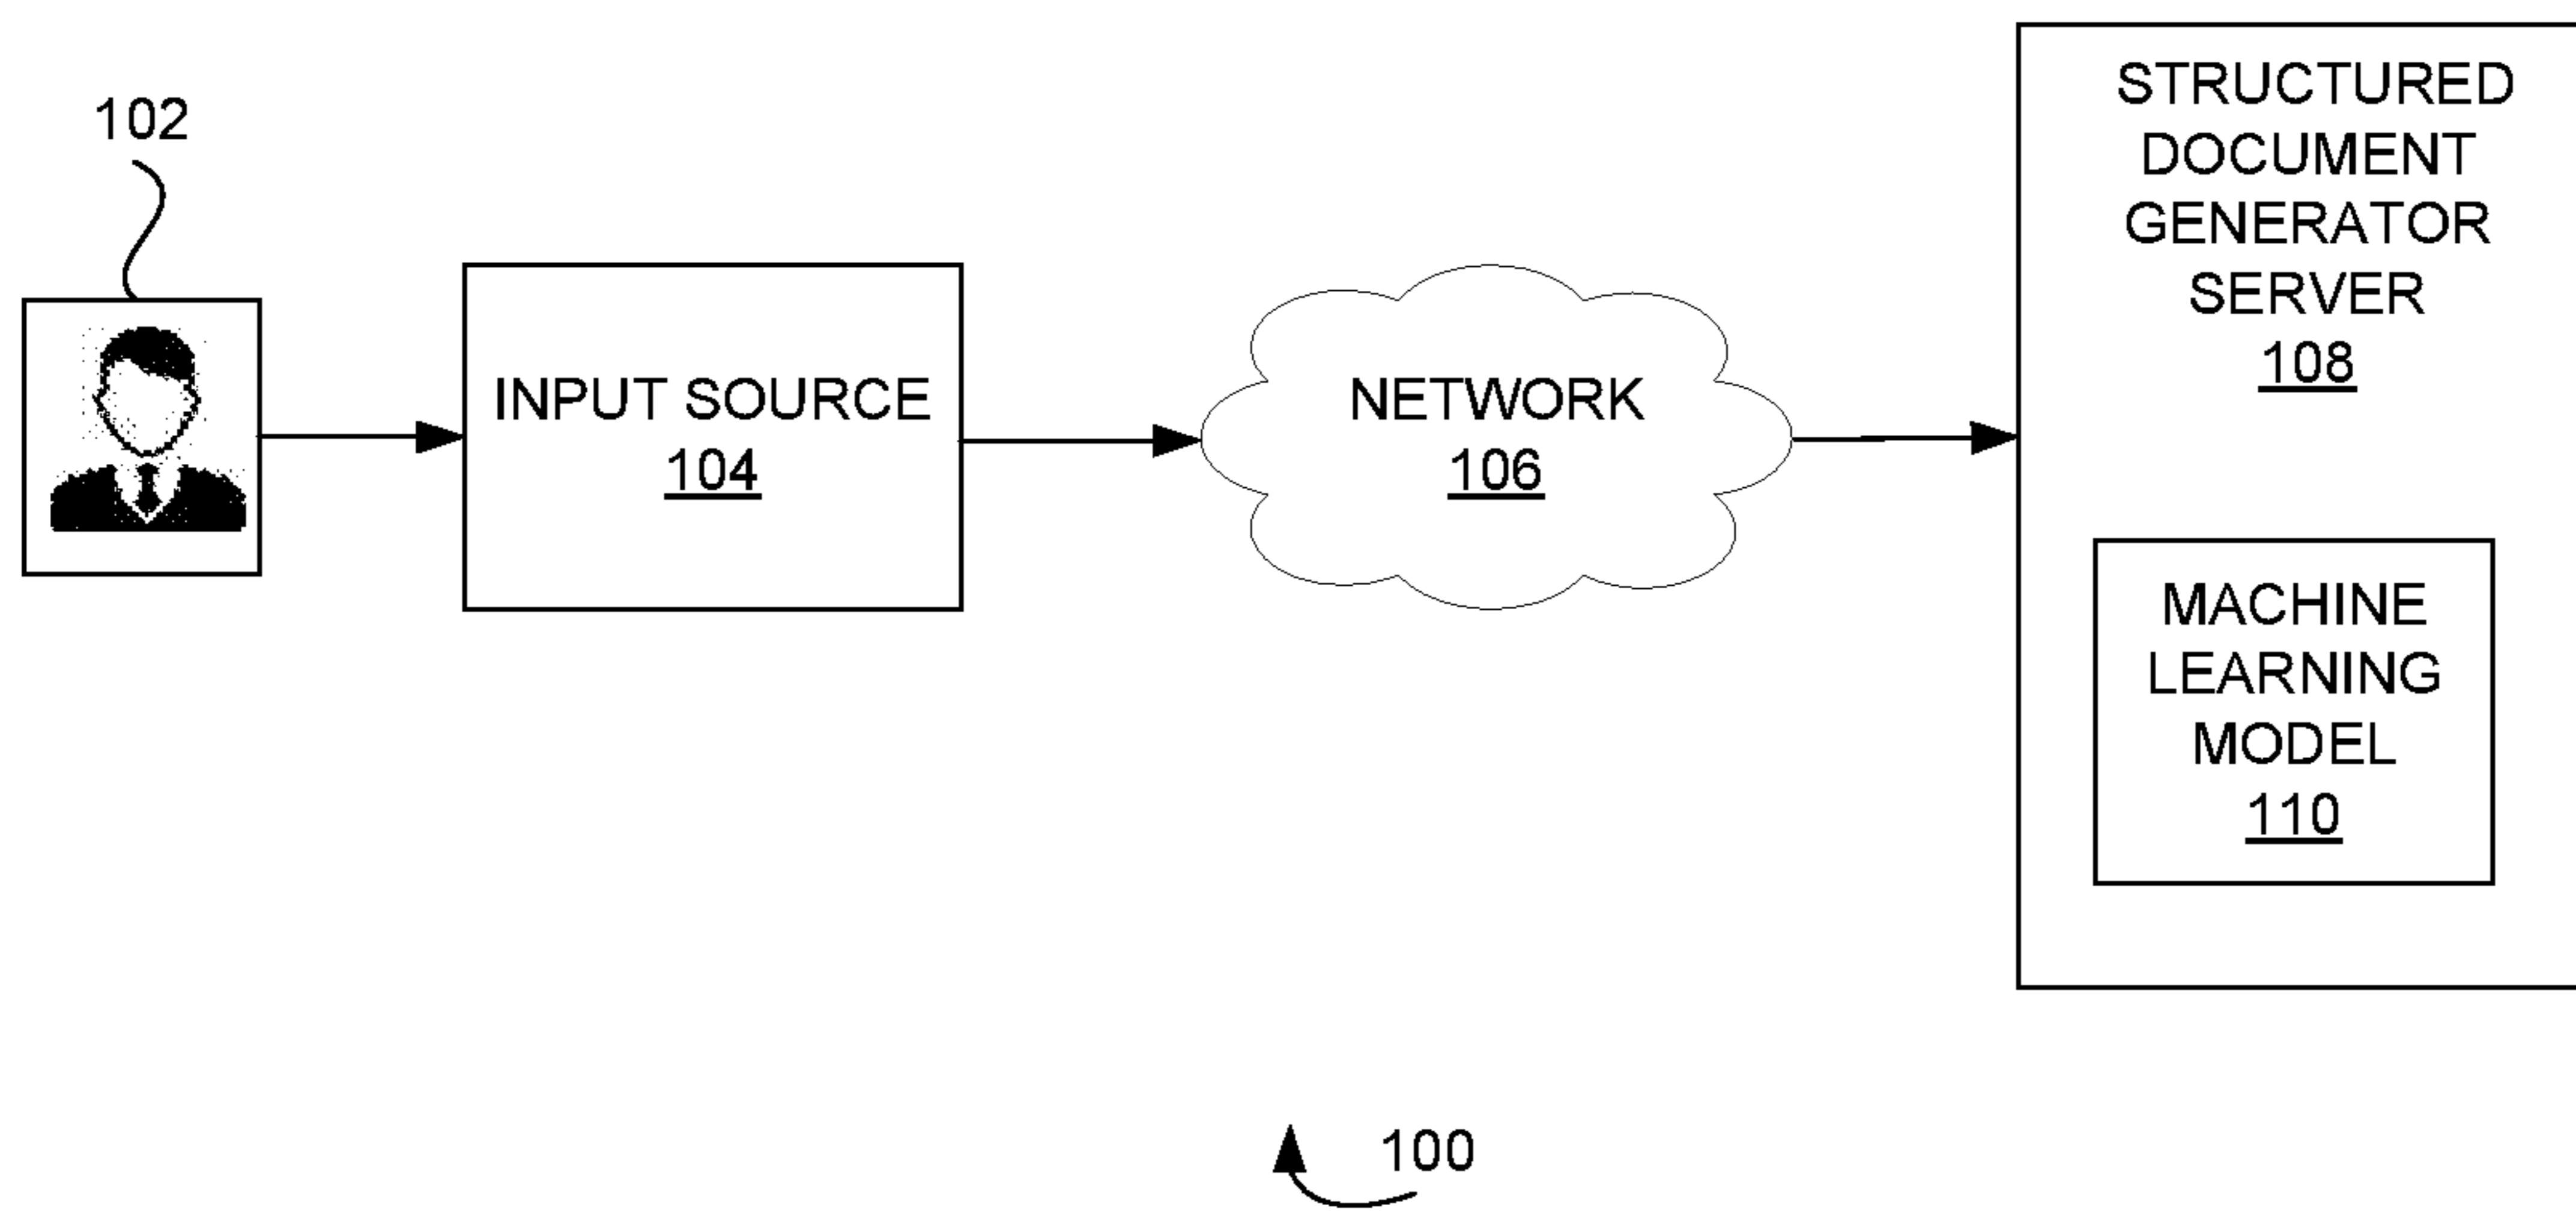 102
INPUT SOURCE
104
NETWORK
106
STRUCTURED
DOCUMENT
GENERATOR
SERVER
108
MACHINE
LEARNING
MODEL
110
100